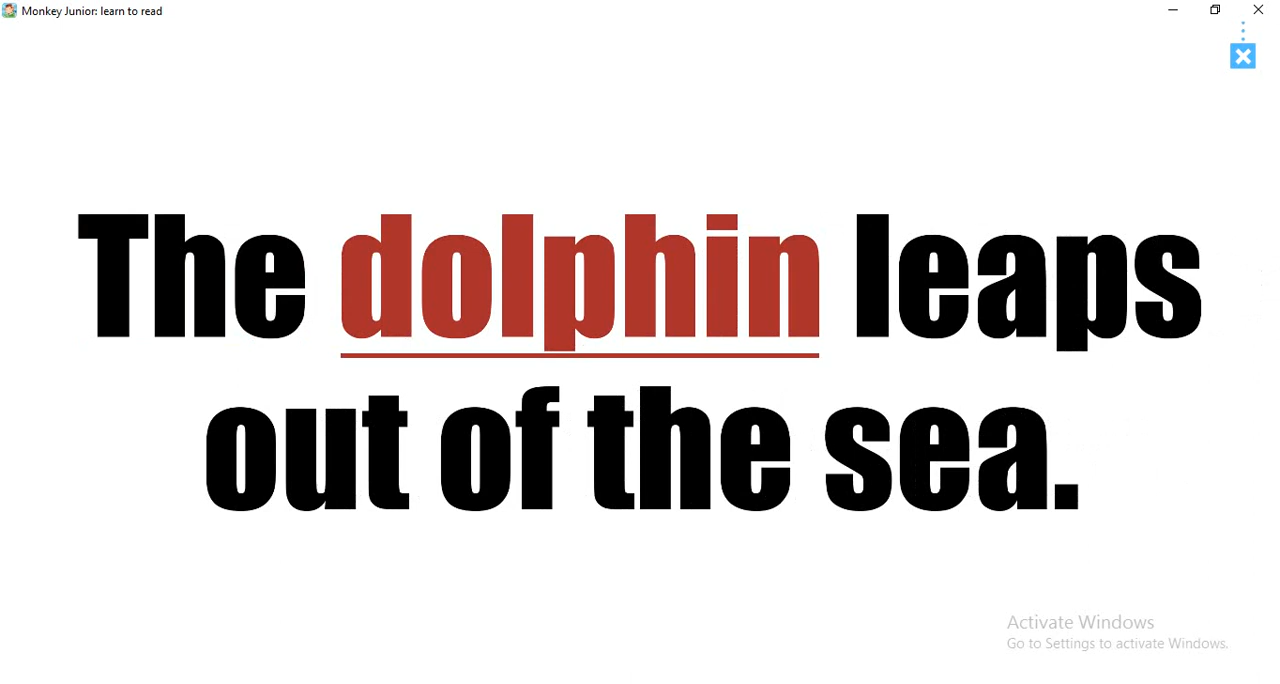 Monkey Junior: learn to read
The dolphin leaps
out of the sea.
Activate Windows
Go to Settings to activate Windows.